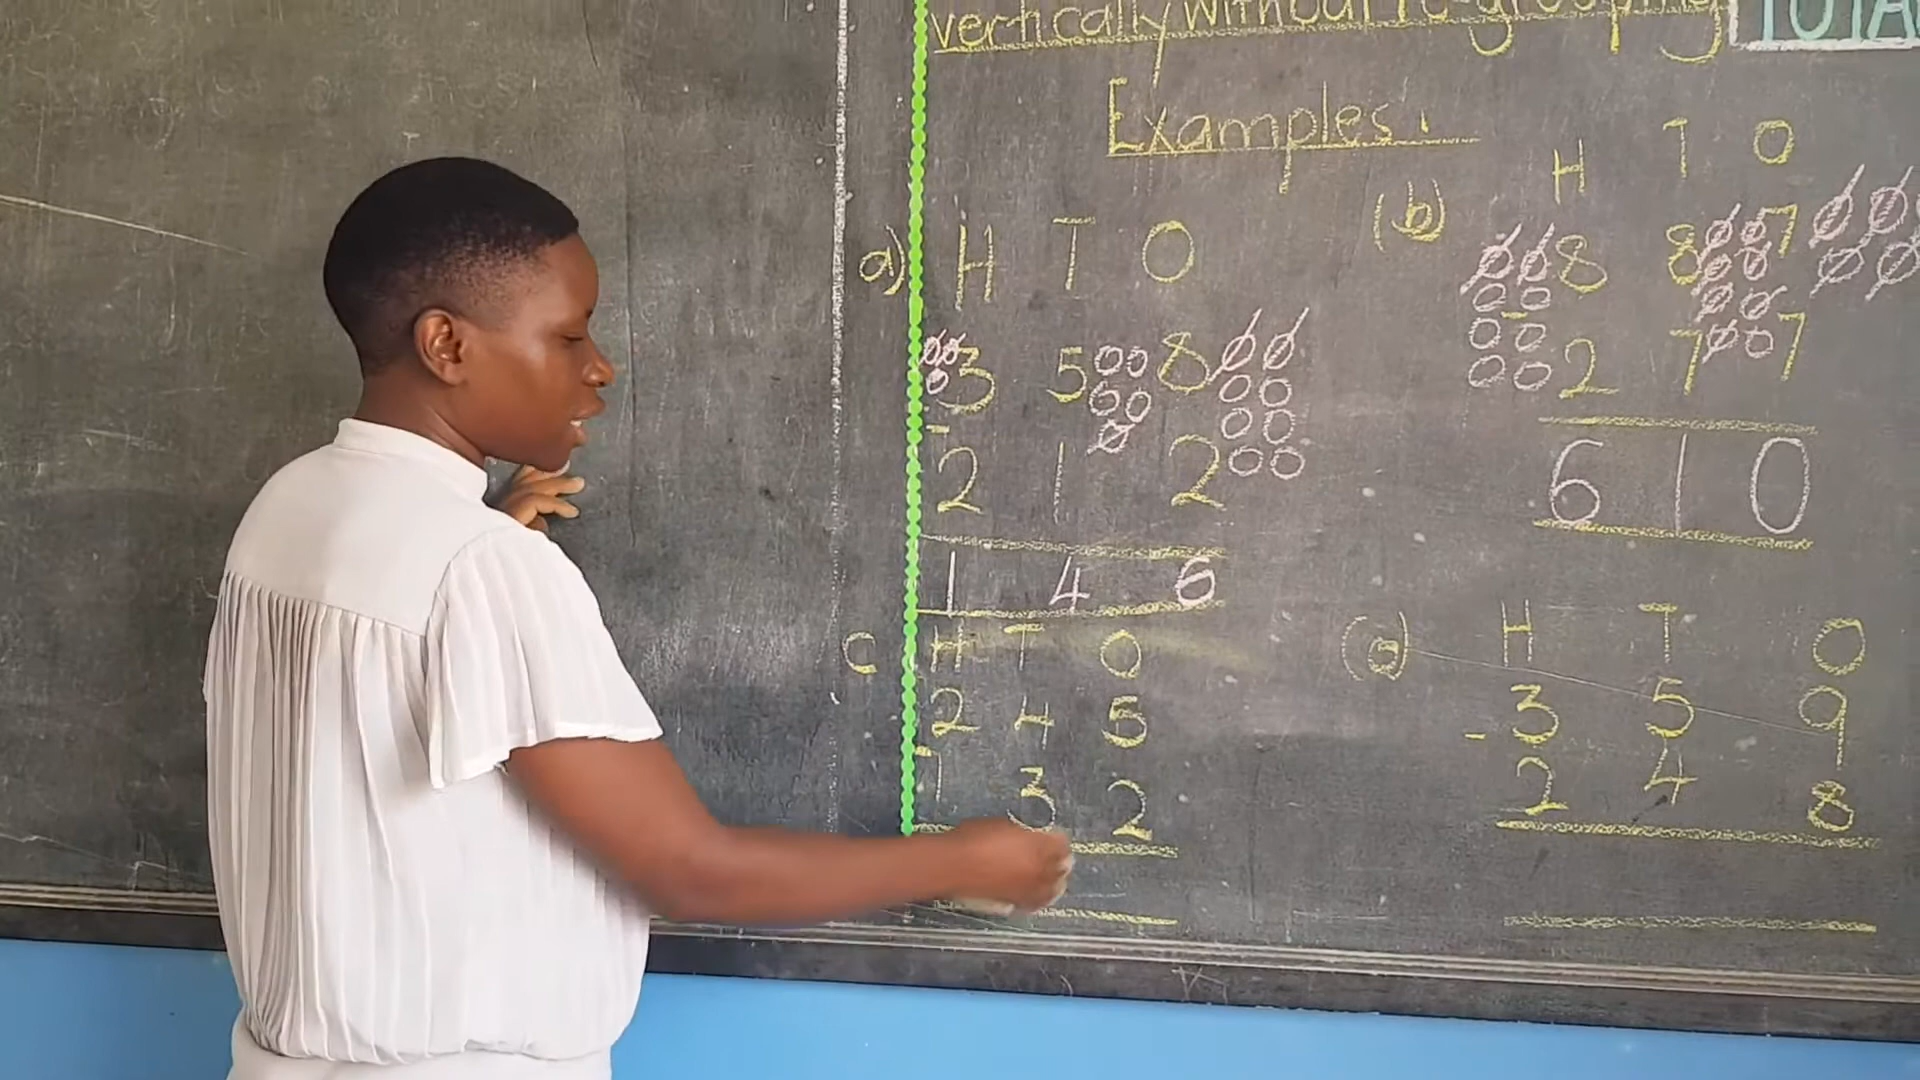 vertically without re-grouping
Examples.
a) H T O
3 5 8
- 2 1 2
1 4 6
(b) H T O
8 8 7
- 2 7 7
6 1 0
C H T O
2 4 5
- 1 3 2
H T O
3 5 9
- 2 4 8